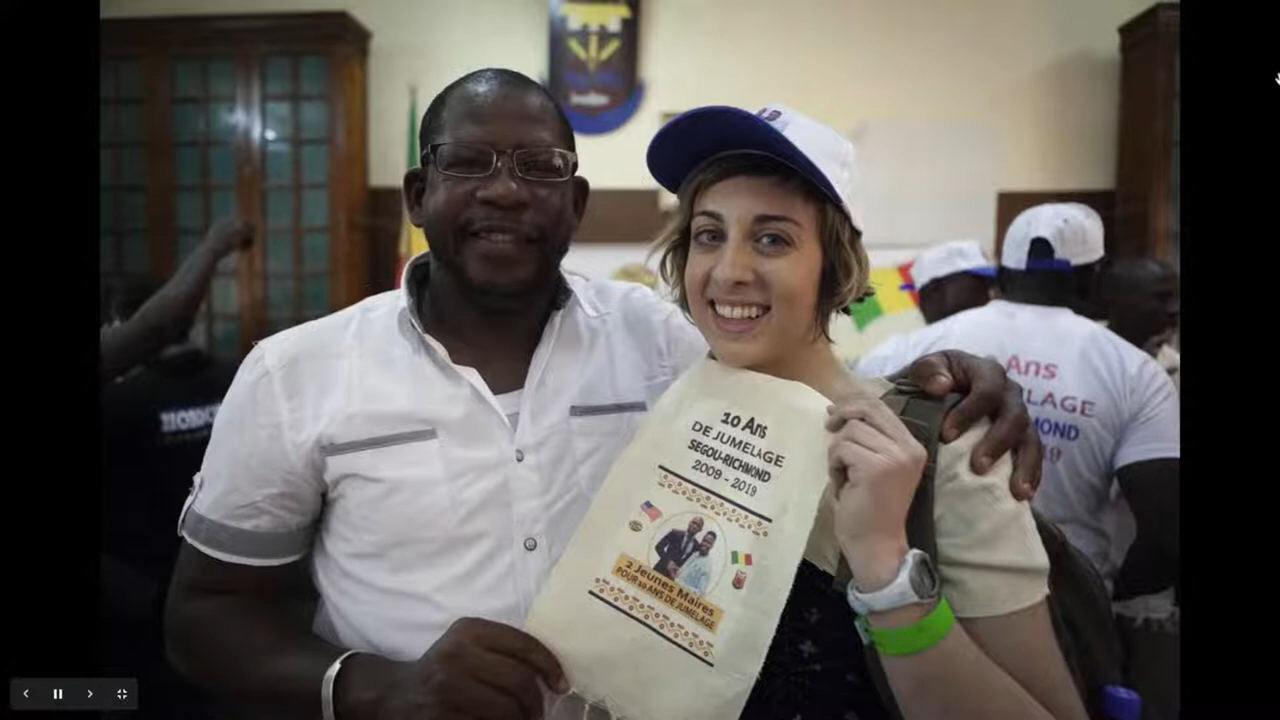 10 Ans
DE JUMELAGE
SEGOU-RICHMOND
2009 - 2019
2 Jeunes Maires
POUR 10 ANS DE JUMELAGE
Ans
LAGE
MOND